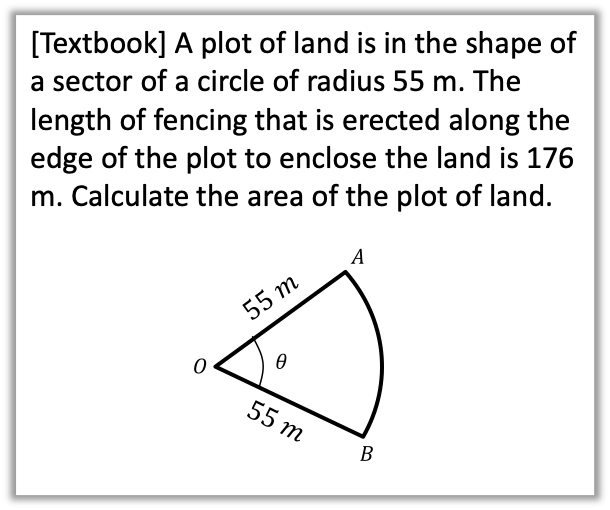 [Textbook] A plot of land is in the shape of
a sector of a circle of radius 55 m. The
length of fencing that is erected along the
edge of the plot to enclose the land is 176
m. Calculate the area of the plot of land.
A
55 m
O
θ
55 m
B